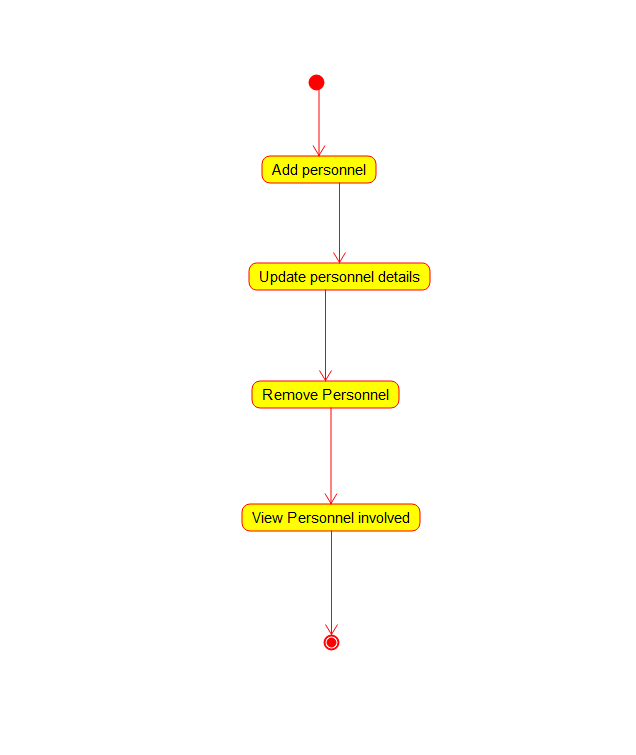 Add personnel
Update personnel details
Remove Personnel
View Personnel involved